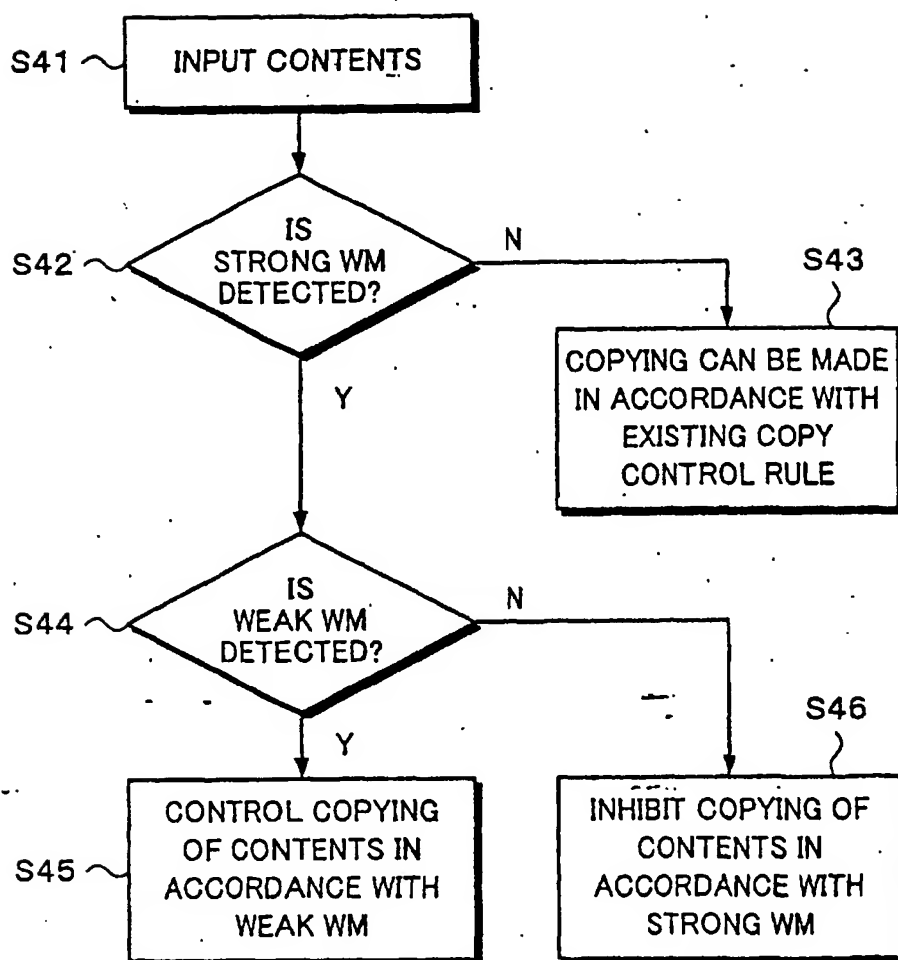 S41
INPUT CONTENTS
S42
IS
STRONG WM
DETECTED?
N
Y
S43
COPYING CAN BE MADE
IN ACCORDANCE WITH
EXISTING COPY
CONTROL RULE
S44
IS
WEAK WM
DETECTED?
N
Y
S45
CONTROL COPYING
OF CONTENTS IN
ACCORDANCE WITH
WEAK WM
S46
INHIBIT COPYING OF
CONTENTS IN
ACCORDANCE WITH
STRONG WM